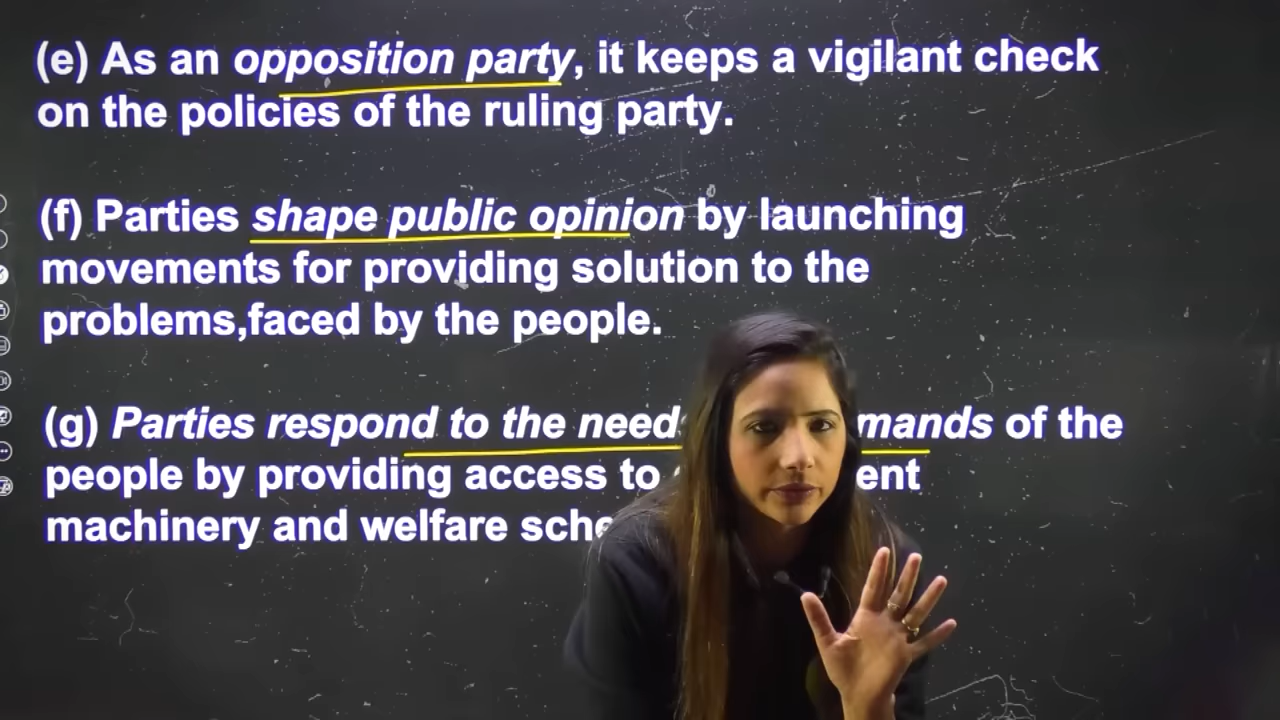 (e) As an opposition party, it keeps a vigilant check
on the policies of the ruling party.
(f) Parties shape public opinion by launching
movements for providing solution to the
problems,faced by the people.
(g) Parties respond to the of the
people by providing access to
machinery and welfare